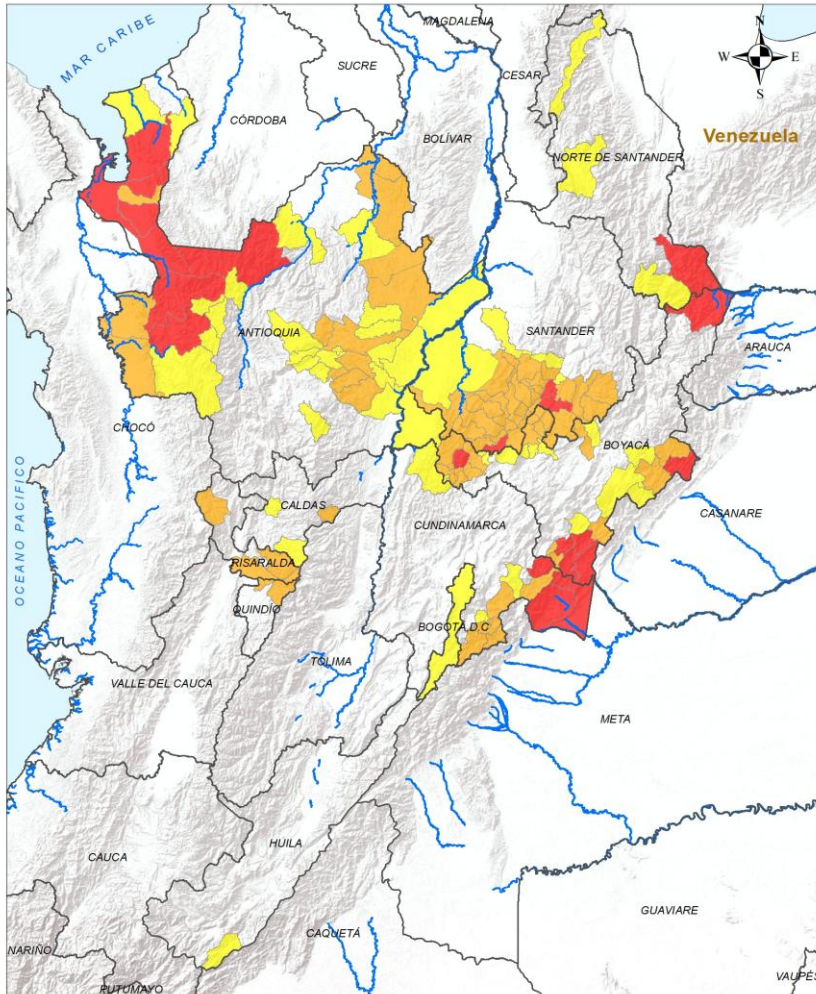 MAGDALENA
MAR CARIBE
N
W
E
S
SUCRE
CESAR
CÓRDOBA
BOLÍVAR
Venezuela
NORTE DE SANTANDER
ANTIOQUIA
SANTANDER
ARAUCA
CHOCÓ
BOYACÁ
CALDAS
CASANARE
CUNDINAMARCA
OCEANO PACIFICO
RISARALDA
QUINDÍO
BOGOTÁ D.C
TOLIMA
VALLE DEL CAUCA
META
HUILA
CAUCA
GUAVIARE
CAQUETÁ
NARIÑO
PUTUMAYO
VAUPÉS